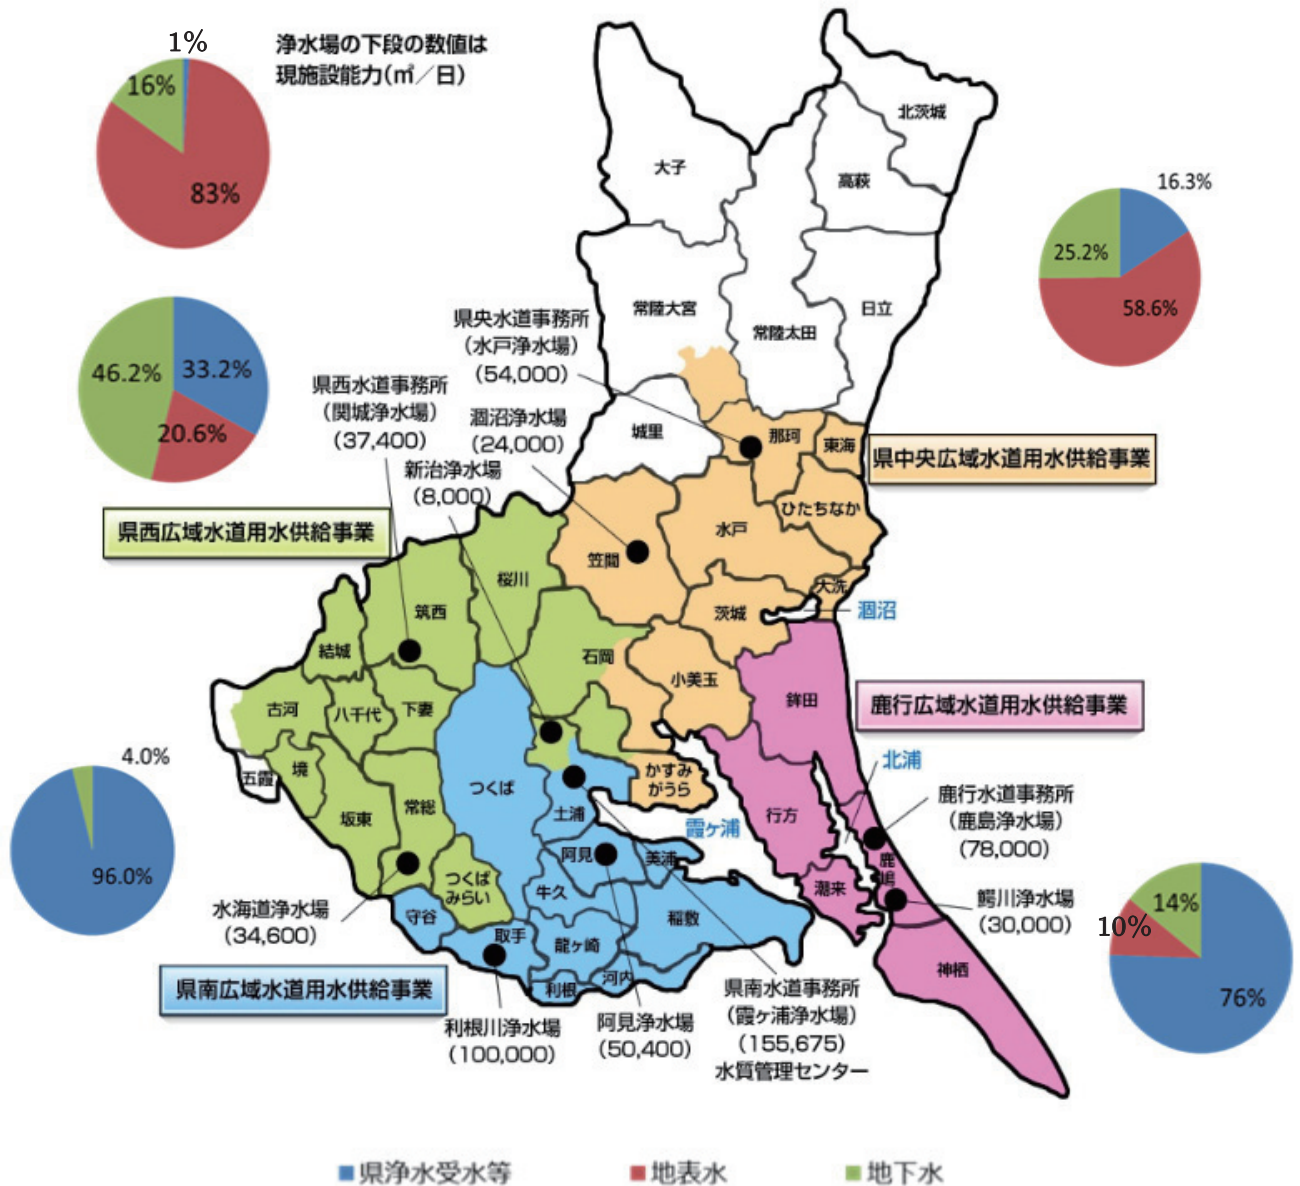 1%
16%
83%
浄水場の下段の数値は
現施設能力(㎥/日)
北茨城
大子
高萩
16.3%
25.2%
58.6%
常陸大宮
日立
常陸太田
県央水道事務所
(水戸浄水場)
(54,000)
46.2%
33.2%
20.6%
県西水道事務所
(関城浄水場)
(37,400)
涸沼浄水場
(24,000)
新治浄水場
(8,000)
城里
那珂
東海
県中央広域水道用水供給事業
ひたちなか
水戸
県西広域水道用水供給事業
笠間
桜川
大洗
茨城
涸沼
筑西
結城
石岡
小美玉
鉾田
鹿行広域水道用水供給事業
古河
八千代
下妻
北浦
五霞
境
かすみ
がうら
つくば
坂東
常総
土浦
霞ヶ浦
行方
鹿行水道事務所
(鹿島浄水場)
(78,000)
4.0%
96.0%
阿見
美浦
鹿
嶋
つくば
みらい
牛久
潮来
鰐川浄水場
(30,000)
水海道浄水場
(34,600)
守谷
取手
龍ヶ崎
稲敷
河内
利根
神栖
14%
10%
76%
県南広域水道用水供給事業
利根川浄水場
(100,000)
阿見浄水場
(50,400)
県南水道事務所
(霞ヶ浦浄水場)
(155,675)
水質管理センター
県浄水受水等
地表水
地下水